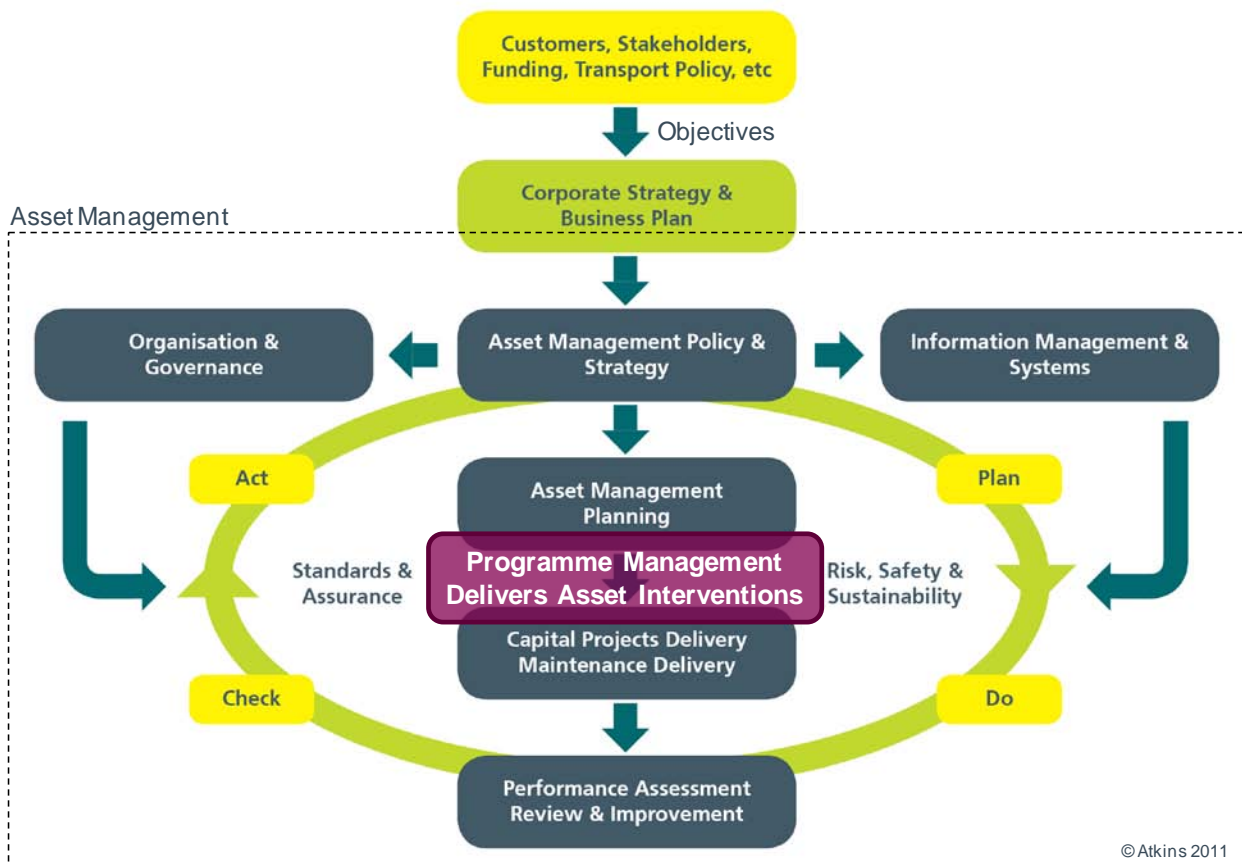 Customers, Stakeholders,
Funding, Transport Policy, etc
Objectives
Corporate Strategy &
Business Plan
Asset Management
Organisation &
Governance
Asset Management Policy &
Strategy
Information Management &
Systems
Act
Plan
Asset Management
Planning
Standards &
Assurance
Programme Management
Delivers Asset Interventions
Risk, Safety &
Sustainability
Capital Projects Delivery
Maintenance Delivery
Check
Do
Performance Assessment
Review & Improvement
© Atkins 2011